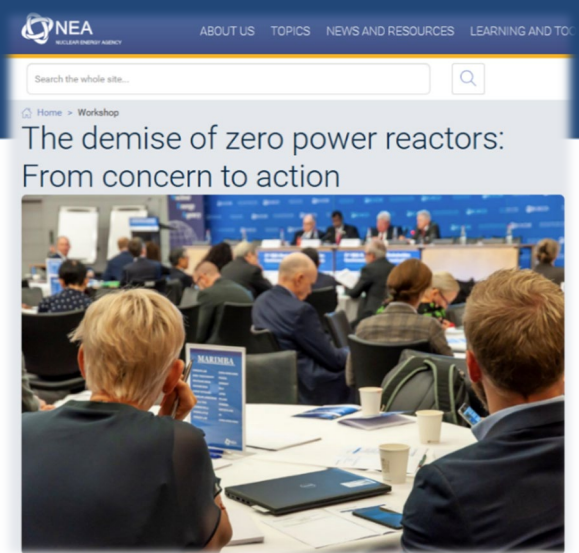 NEA
NUCLEAR ENERGY AGENCY
ABOUT US TOPICS NEWS AND RESOURCES LEARNING AND TOO
Search the whole site...
Home > Workshop
The demise of zero power reactors:
From concern to action
MARIMBA